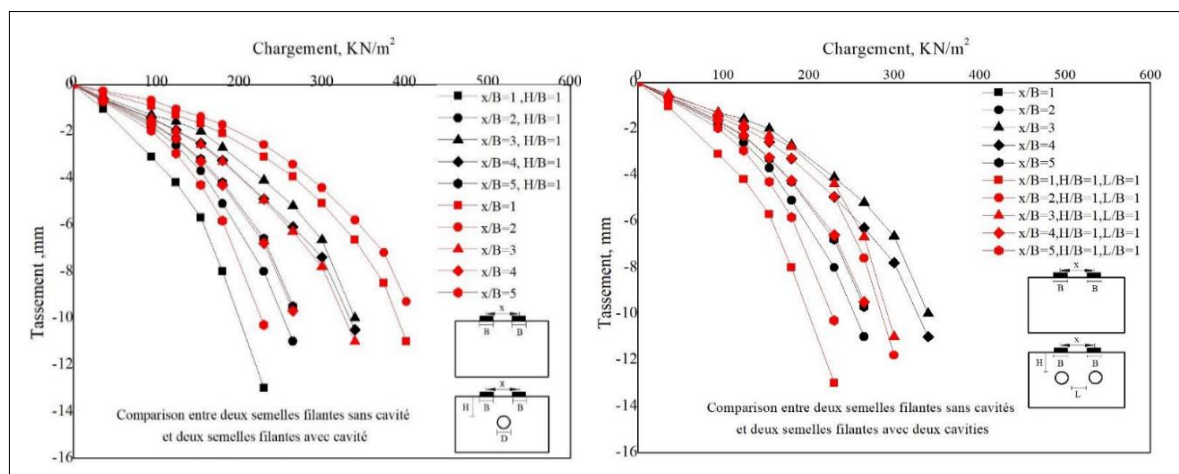 Chargement, KN/m2
0 100 200 300 400 500 600
0
-2
-4
-6
-8
-10
-12
-14
-16
Tassement ,mm
x/B=1 ,H/B=1
x/B=2, H/B=1
x/B=3, H/B=1
x/B=4, H/B=1
x/B=5, H/B=1
x/B=1
x/B=2
x/B=3
x/B=4
x/B=5
x
B B
x
H B B
D
Comparison entre deux semelles filantes sans cavité
et deux semelles filantes avec cavité
Chargement, KN/m2
0 100 200 300 400 500 600
0
-2
-4
-6
-8
-10
-12
-14
-16
Tassement, mm
x/B=1
x/B=2
x/B=3
x/B=4
x/B=5
x/B=1,H/B=1,L/B=1
x/B=2,H/B=1,L/B=1
x/B=3,H/B=1,L/B=1
x/B=4,H/B=1,L/B=1
x/B=5,H/B=1,L/B=1
x
B B
x
H B B
L
Comparison entre deux semelles filantes sans cavités
et deux semelles filantes avec deux cavities